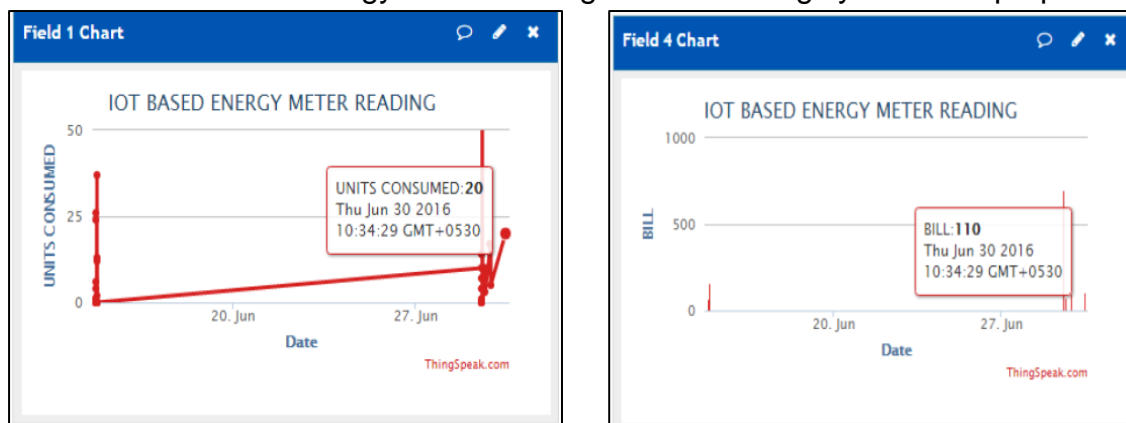 Field 1 Chart
IOT BASED ENERGY METER READING
50
25
0
UNITS CONSUMED
UNITS CONSUMED:20
Thu Jun 30 2016
10:34:29 GMT+0530
20. Jun
27. Jun
Date
ThingSpeak.com
Field 4 Chart
IOT BASED ENERGY METER READING
1000
500
0
BILL
BILL:110
Thu Jun 30 2016
10:34:29 GMT+0530
20. Jun
27. Jun
Date
ThingSpeak.com